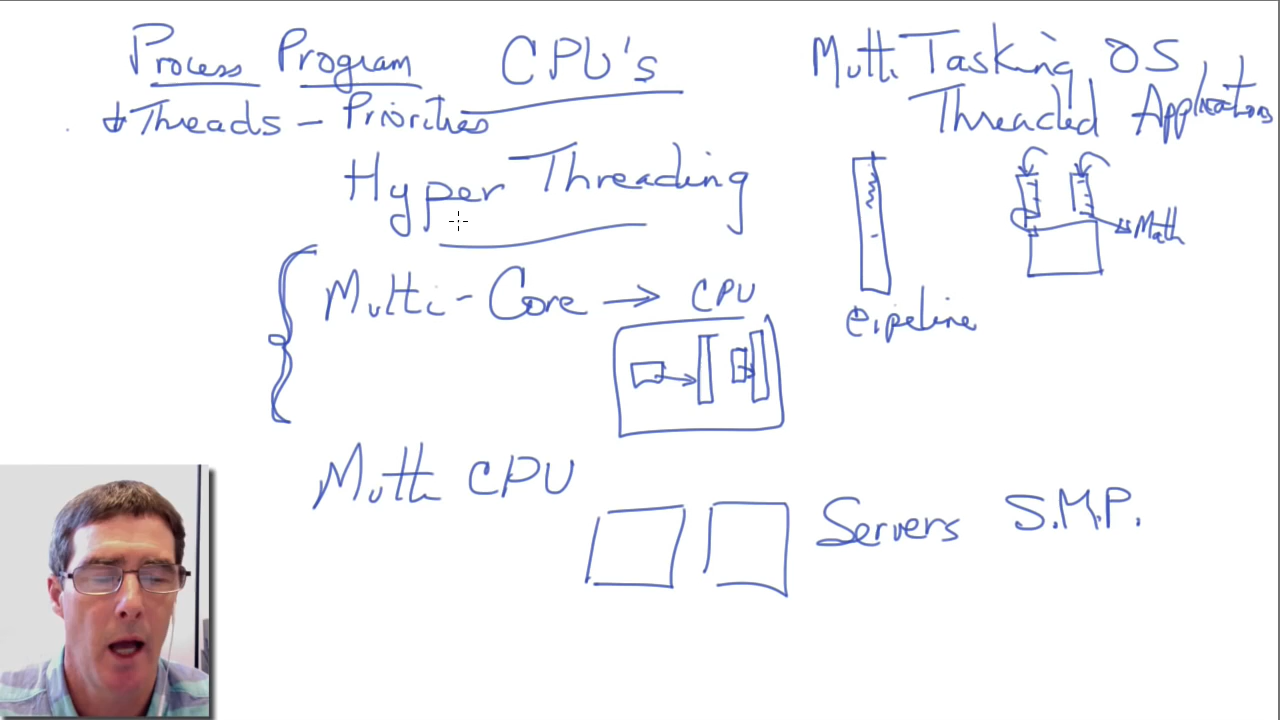 Process Program CPU's
Threads - Priorities
Multi Tasking OS
Threaded Applications
Hyper Threading
Math
Pipeline
Multi-Core → CPU
Multi CPU
Servers S.M.P.